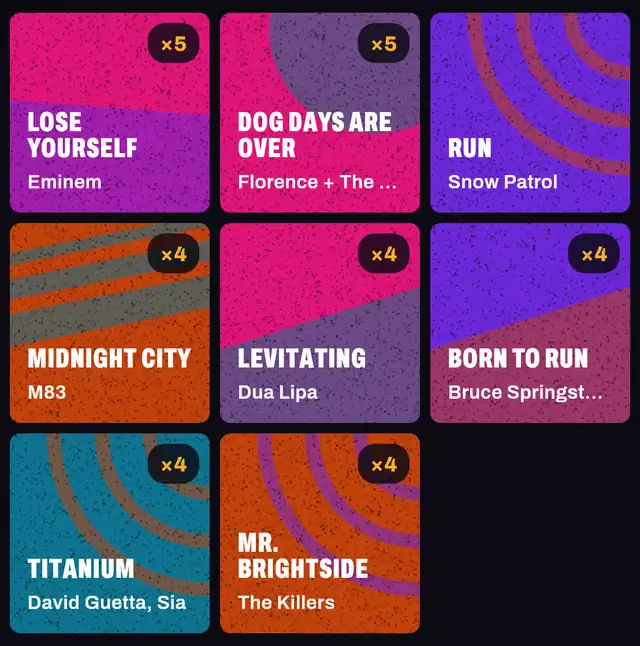 ×5
LOSE
YOURSELF
Eminem
×5
DOG DAYS ARE
OVER
Florence + The ...
RUN
Snow Patrol
×4
MIDNIGHT CITY
M83
×4
LEVITATING
Dua Lipa
×4
BORN TO RUN
Bruce Springst...
×4
TITANIUM
David Guetta, Sia
×4
MR.
BRIGHTSIDE
The Killers